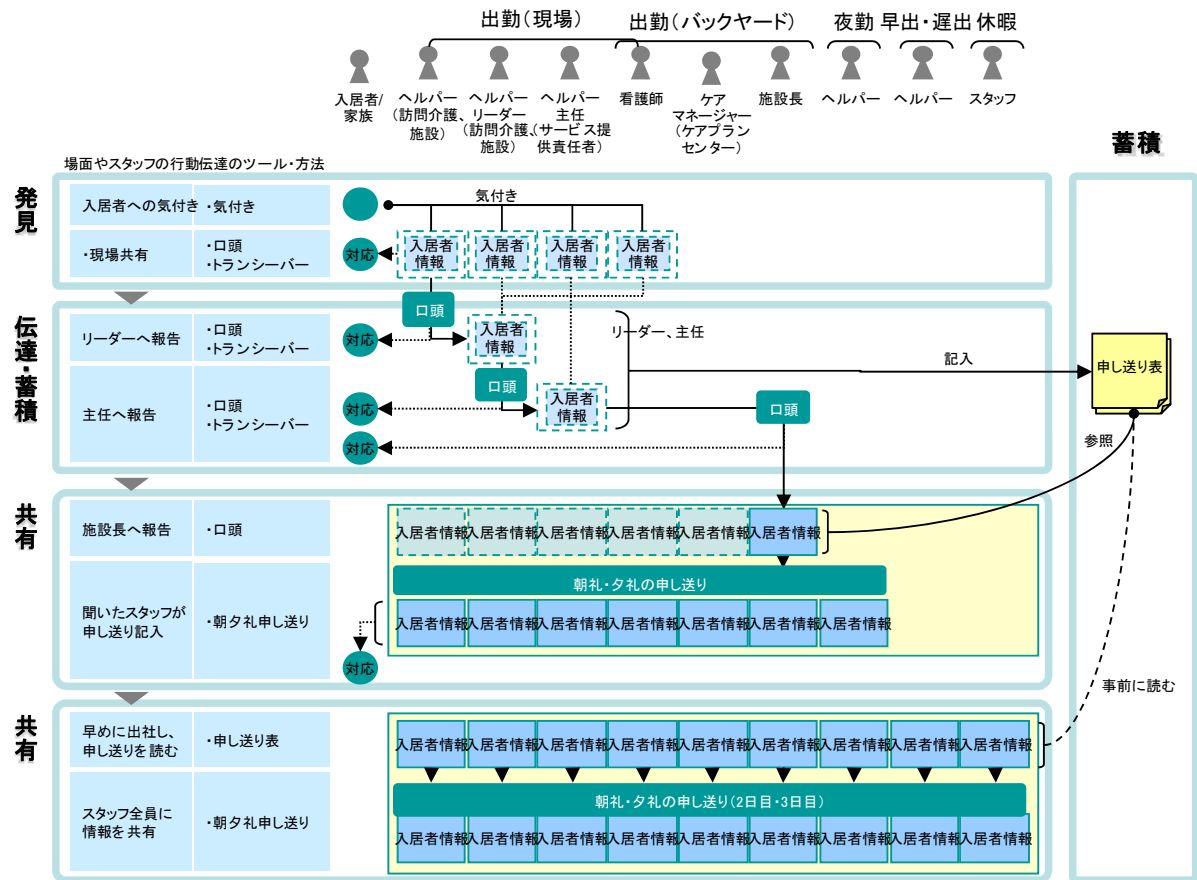 出勤(現場)
出勤(バックヤード)
夜勤 早出・遅出 休暇
入居者/
家族
ヘルパー
(訪問介護、
施設)
ヘルパー
リーダー
(訪問介護、
施設)
ヘルパー
主任
(サービス提
供責任者)
看護師
ケア
マネージャー
(ケアプラン
センター)
施設長
ヘルパー
ヘルパー
スタッフ
蓄積
場面やスタッフの行動
伝達のツール・方法
発見
入居者への気付き
・気付き
気付き
・現場共有
・口頭
・トランシーバー
対応
入居者
情報
入居者
情報
入居者
情報
入居者
情報
伝達・蓄積
口頭
リーダーへ報告
・口頭
・トランシーバー
対応
入居者
情報
リーダー、主任
記入
申し送り表
口頭
主任へ報告
・口頭
・トランシーバー
対応
入居者
情報
口頭
対応
参照
共有
施設長へ報告
・口頭
入居者情報
入居者情報
入居者情報
入居者情報
入居者情報
入居者情報
朝礼・夕礼の申し送り
聞いたスタッフが
申し送り記入
・朝夕礼申し送り
入居者情報
入居者情報
入居者情報
入居者情報
入居者情報
入居者情報
入居者情報
対応
事前に読む
共有
早めに出社し、
申し送りを読む
・申し送り表
入居者情報
入居者情報
入居者情報
入居者情報
入居者情報
入居者情報
入居者情報
入居者情報
入居者情報
朝礼・夕礼の申し送り(2日目・3日目)
スタッフ全員に
情報を共有
・朝夕礼申し送り
入居者情報
入居者情報
入居者情報
入居者情報
入居者情報
入居者情報
入居者情報
入居者情報
入居者情報